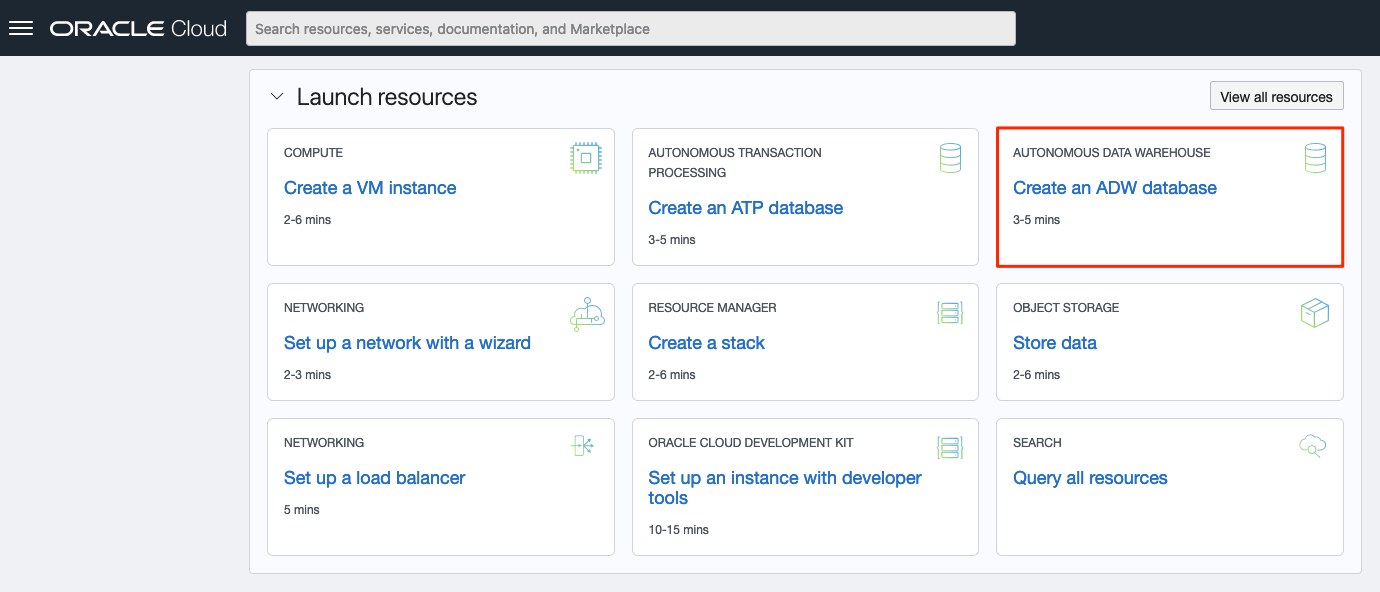 ORACLE Cloud
Search resources, services, documentation, and Marketplace
Launch resources
View all resources
COMPUTE
Create a VM instance
2-6 mins
AUTONOMOUS TRANSACTION
PROCESSING
Create an ATP database
3-5 mins
AUTONOMOUS DATA WAREHOUSE
Create an ADW database
3-5 mins
NETWORKING
Set up a network with a wizard
2-3 mins
RESOURCE MANAGER
Create a stack
2-6 mins
OBJECT STORAGE
Store data
2-6 mins
NETWORKING
Set up a load balancer
5 mins
ORACLE CLOUD DEVELOPMENT KIT
Set up an instance with developer
tools
10-15 mins
SEARCH
Query all resources